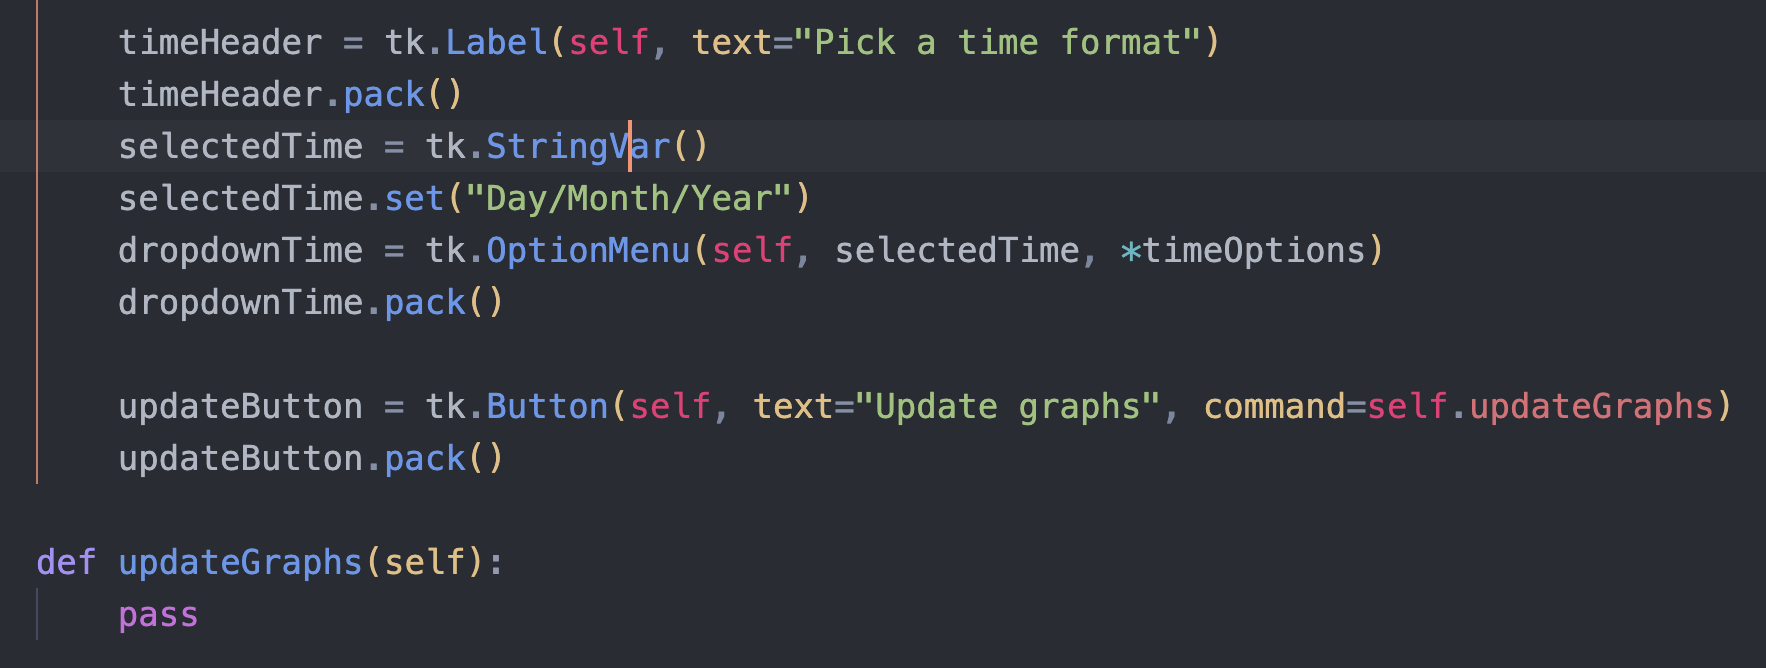 timeHeader = tk.Label(self, text="Pick a time format")
timeHeader.pack()
selectedTime = tk.StringVar()
selectedTime.set("Day/Month/Year")
dropdownTime = tk.OptionMenu(self, selectedTime, *timeOptions)
dropdownTime.pack()
updateButton = tk.Button(self, text="Update graphs", command=self.updateGraphs)
updateButton.pack()
def updateGraphs(self):
pass